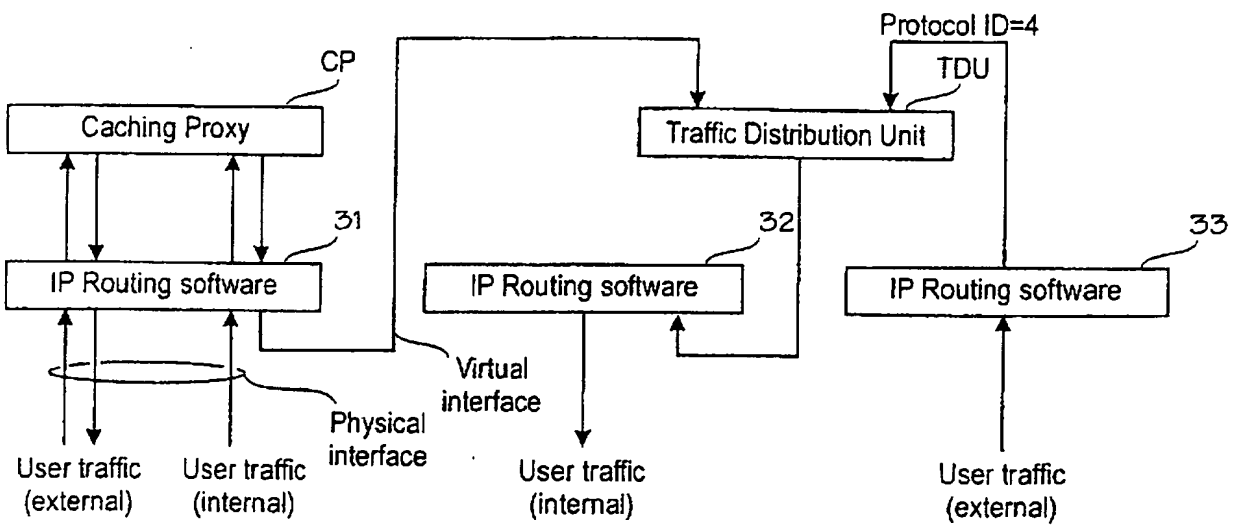 Protocol ID=4
CP
TDU
Caching Proxy
Traffic Distribution Unit
31
32
33
IP Routing software
IP Routing software
IP Routing software
Virtual
interface
Physical
interface
User traffic
(external)
User traffic
(internal)
User traffic
(internal)
User traffic
(external)